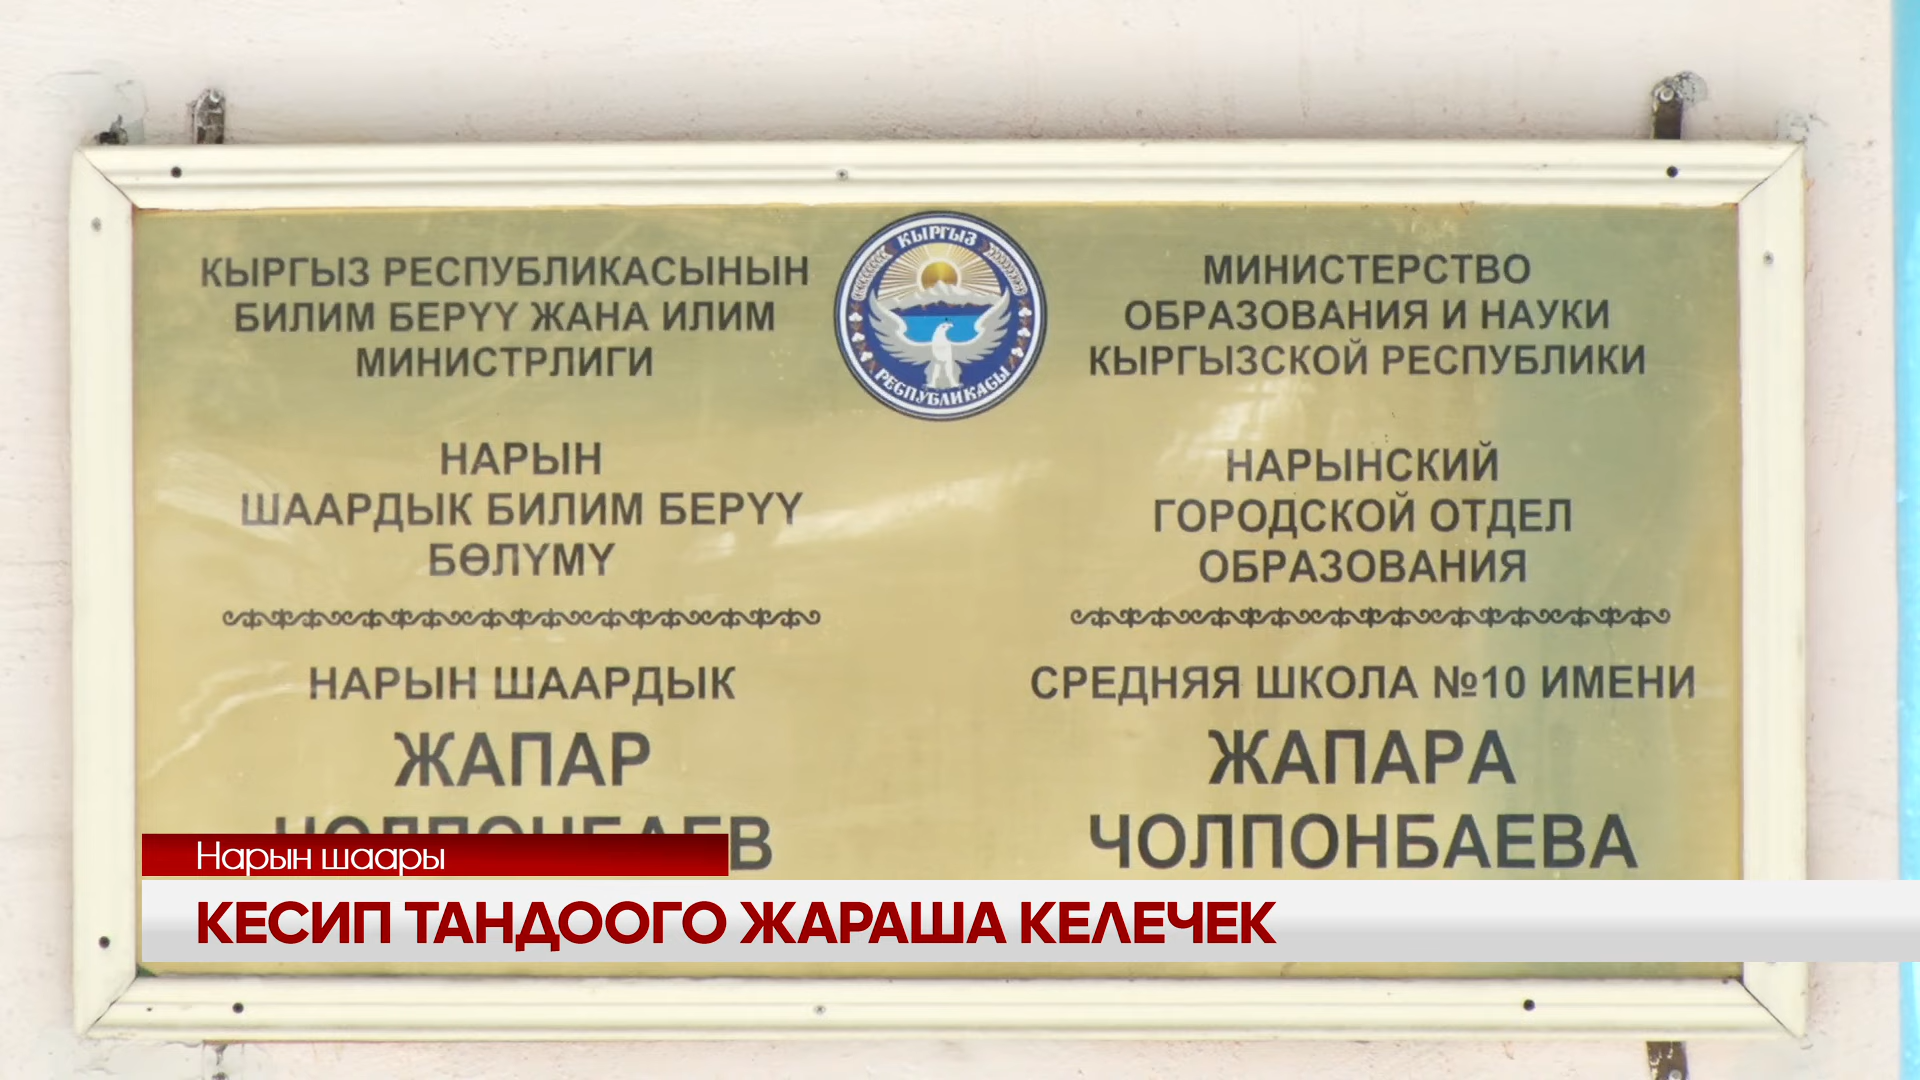 КЫРГЫЗ РЕСПУБЛИКАСЫНЫН
БИЛИМ БЕРҮҮ ЖАНА ИЛИМ
МИНИСТРЛИГИ
НАРЫН
ШААРДЫК БИЛИМ БЕРҮҮ
БӨЛҮМҮ
НАРЫН ШААРДЫК
ЖАПАР
КЫРГЫЗ
РЕСПУБЛИКАСЫ
МИНИСТЕРСТВО
ОБРАЗОВАНИЯ И НАУКИ
КЫРГЫЗСКОЙ РЕСПУБЛИКИ
НАРЫНСКИЙ
ГОРОДСКОЙ ОТДЕЛ
ОБРАЗОВАНИЯ
СРЕДНЯЯ ШКОЛА №10 ИМЕНИ
ЖАПАРА
ЧОЛПОНБАЕВА
Нарын шаары
КЕСИП ТАНДООГО ЖАРАША КЕЛЕЧЕК